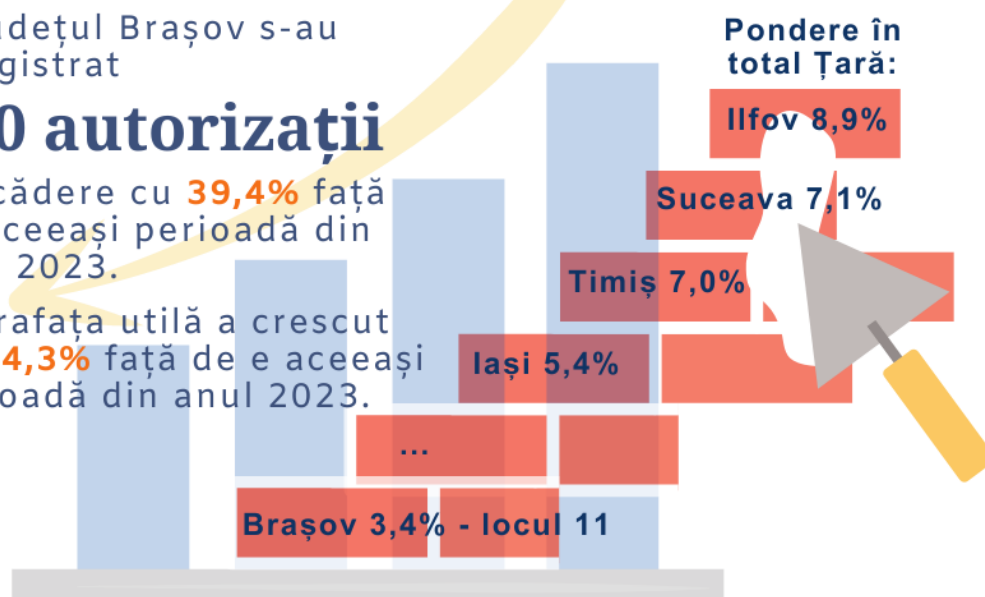 udețul Brașov s-au
gistrat
0 autorizații
cădere cu 39,4% față
ceeași perioadă din
2023.
rafața utilă a crescut
4,3% față de e aceeași
oadă din anul 2023.
Pondere în
total Țară:
Ilfov 8,9%
Suceava 7,1%
Timiș 7,0%
Iași 5,4%
...
Brașov 3,4% - locul 11